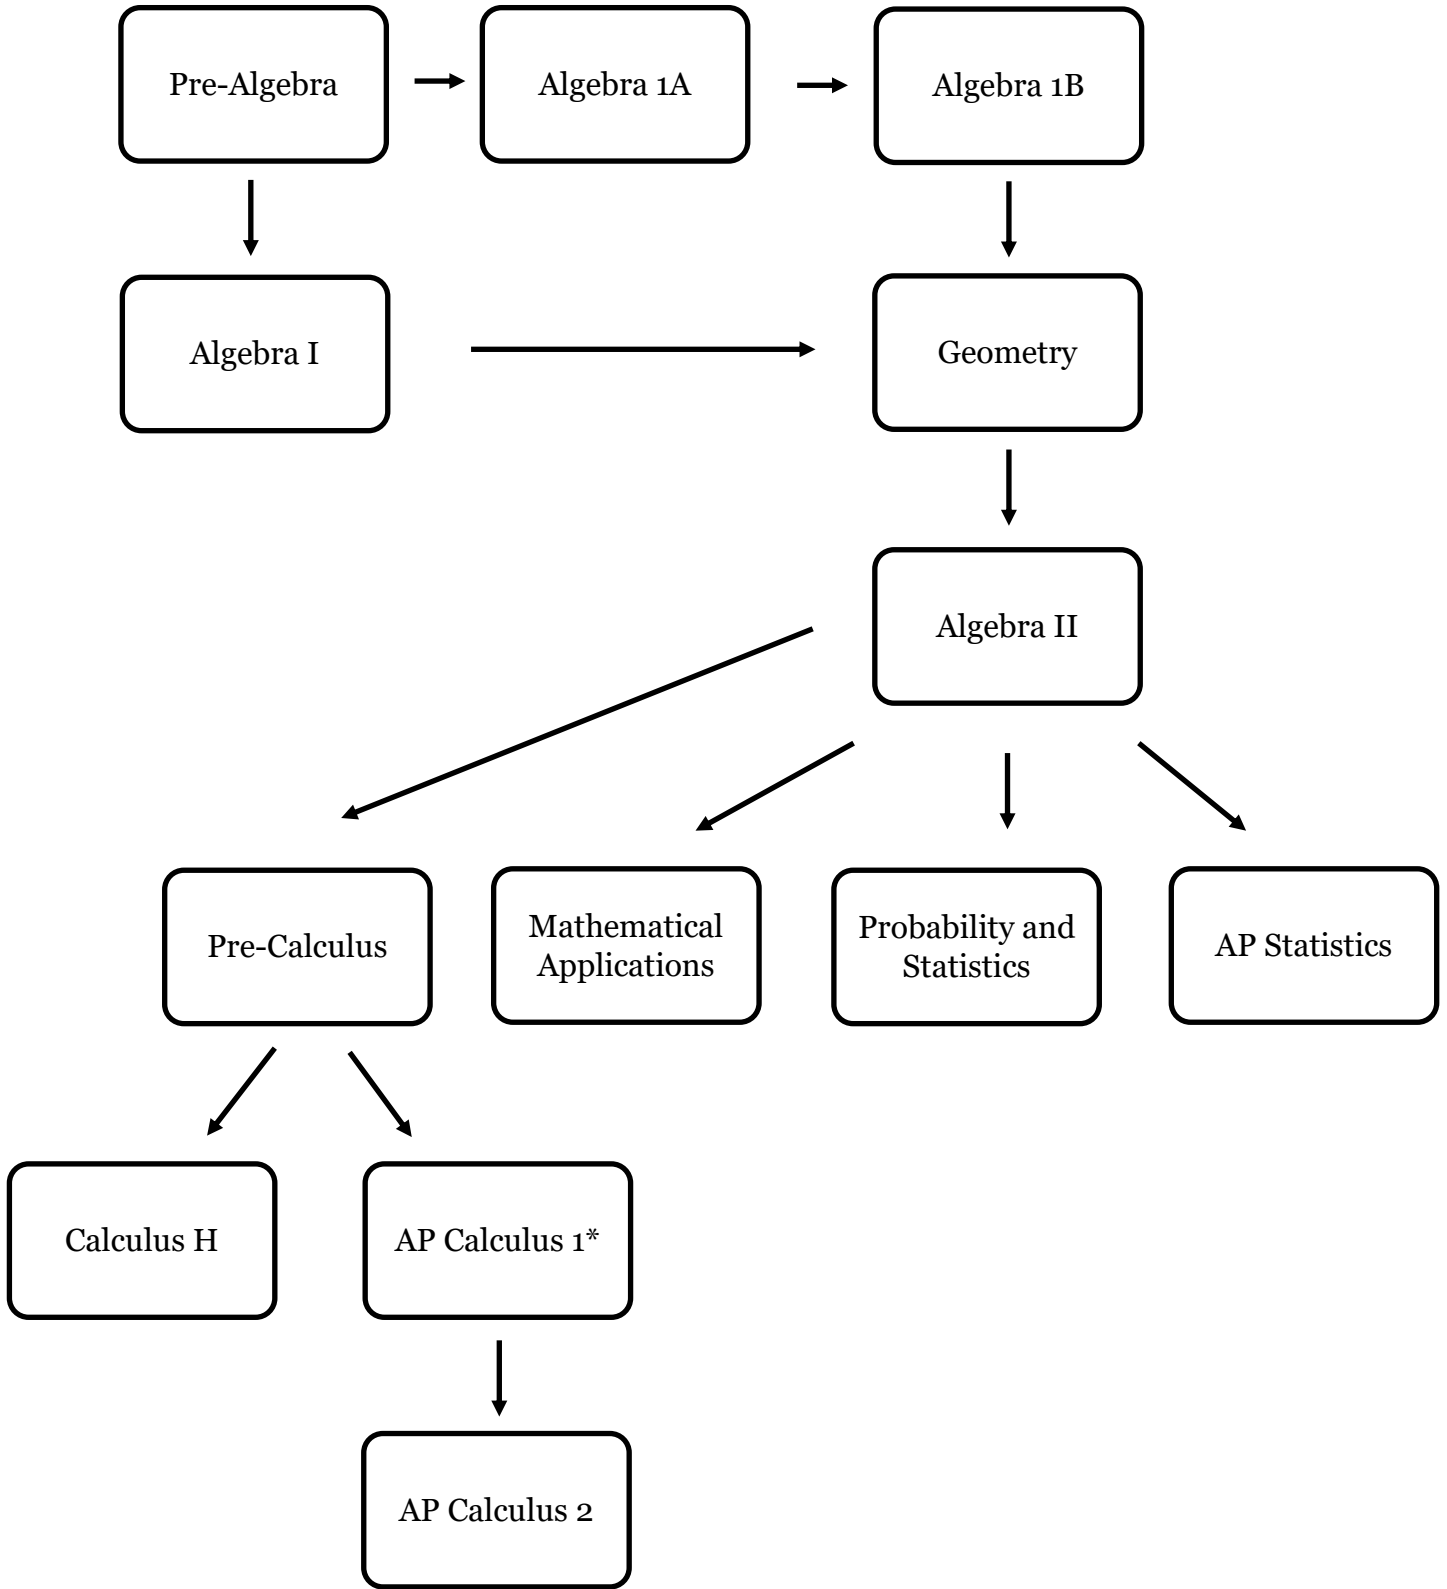 Pre-Algebra
Algebra 1A
Algebra 1B
Algebra I
Geometry
Algebra II
Pre-Calculus
Mathematical
Applications
Probability and
Statistics
AP Statistics
Calculus H
AP Calculus 1*
AP Calculus 2